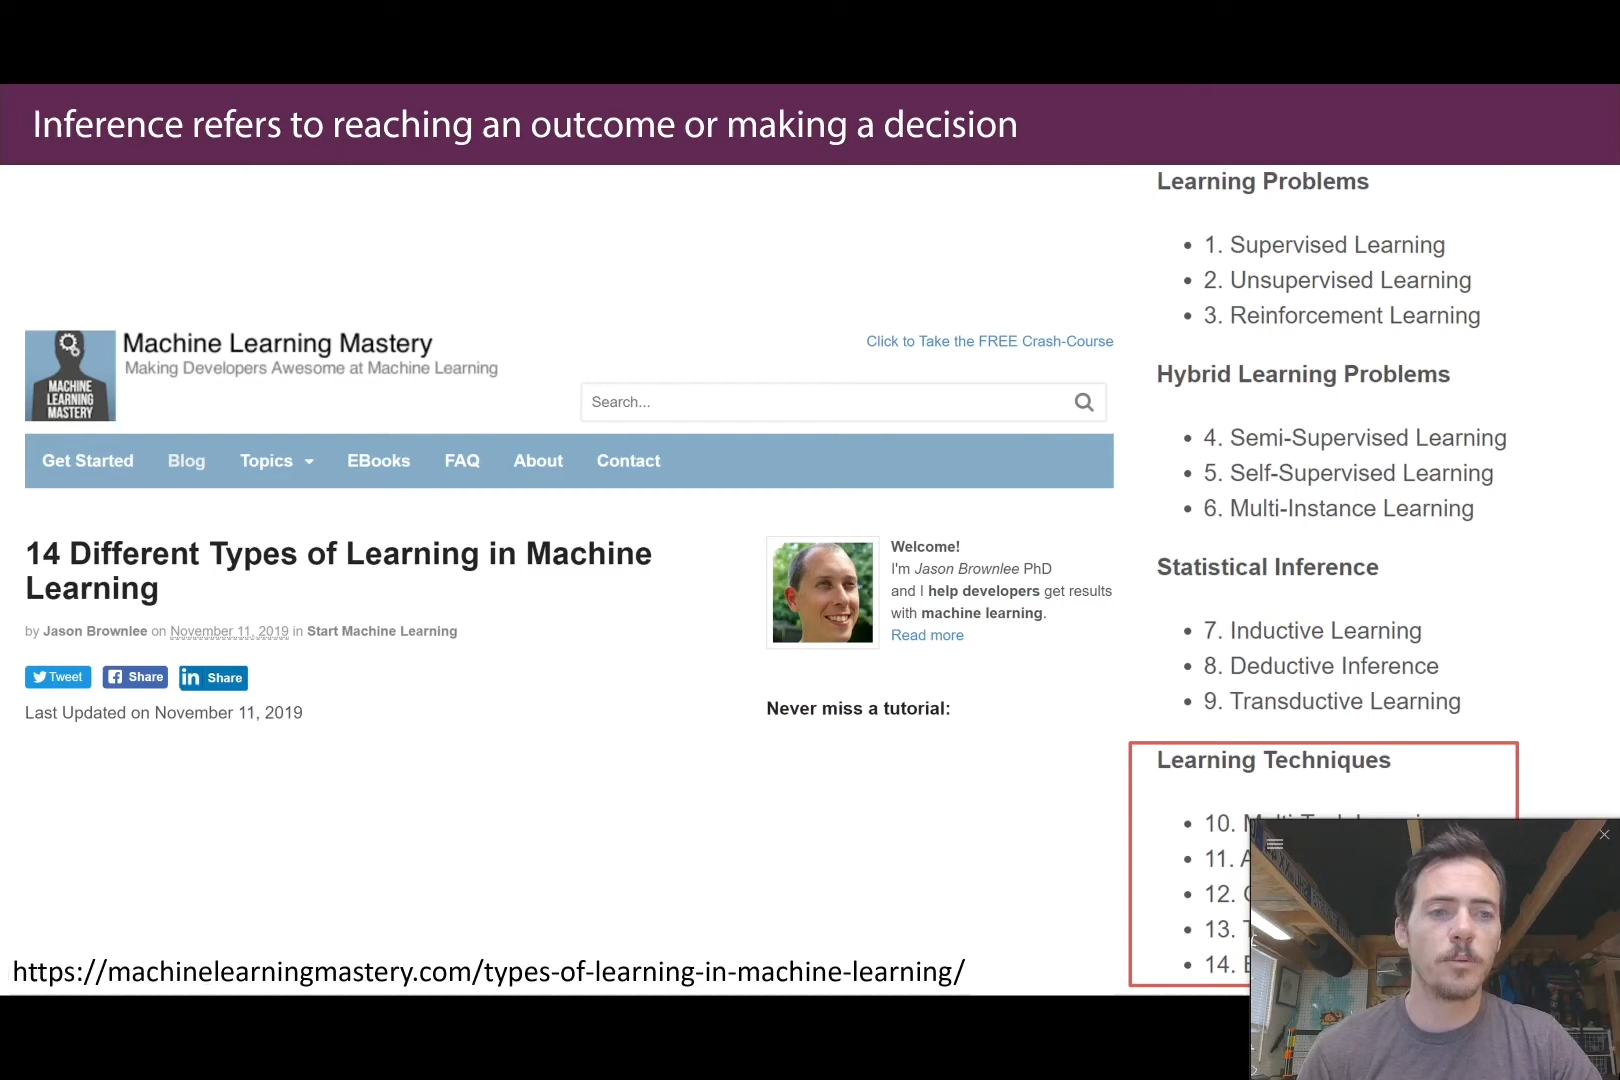 Inference refers to reaching an outcome or making a decision
Machine Learning Mastery
Making Developers Awesome at Machine Learning
MACHINE
LEARNING
MASTERY
Click to Take the FREE Crash-Course
Search...
Get Started Blog Topics EBooks FAQ About Contact
14 Different Types of Learning in Machine
Learning
by Jason Brownlee on November 11, 2019 in Start Machine Learning
Tweet Share in Share
Last Updated on November 11, 2019
Welcome!
I'm Jason Brownlee PhD
and I help developers get results
with machine learning.
Read more
Never miss a tutorial:
https://machinelearningmastery.com/types-of-learning-in-machine-learning/
Learning Problems
• 1. Supervised Learning
• 2. Unsupervised Learning
• 3. Reinforcement Learning
Hybrid Learning Problems
• 4. Semi-Supervised Learning
• 5. Self-Supervised Learning
• 6. Multi-Instance Learning
Statistical Inference
• 7. Inductive Learning
• 8. Deductive Inference
• 9. Transductive Learning
Learning Techniques
• 10.
• 11.
• 12.
• 13.
• 14.